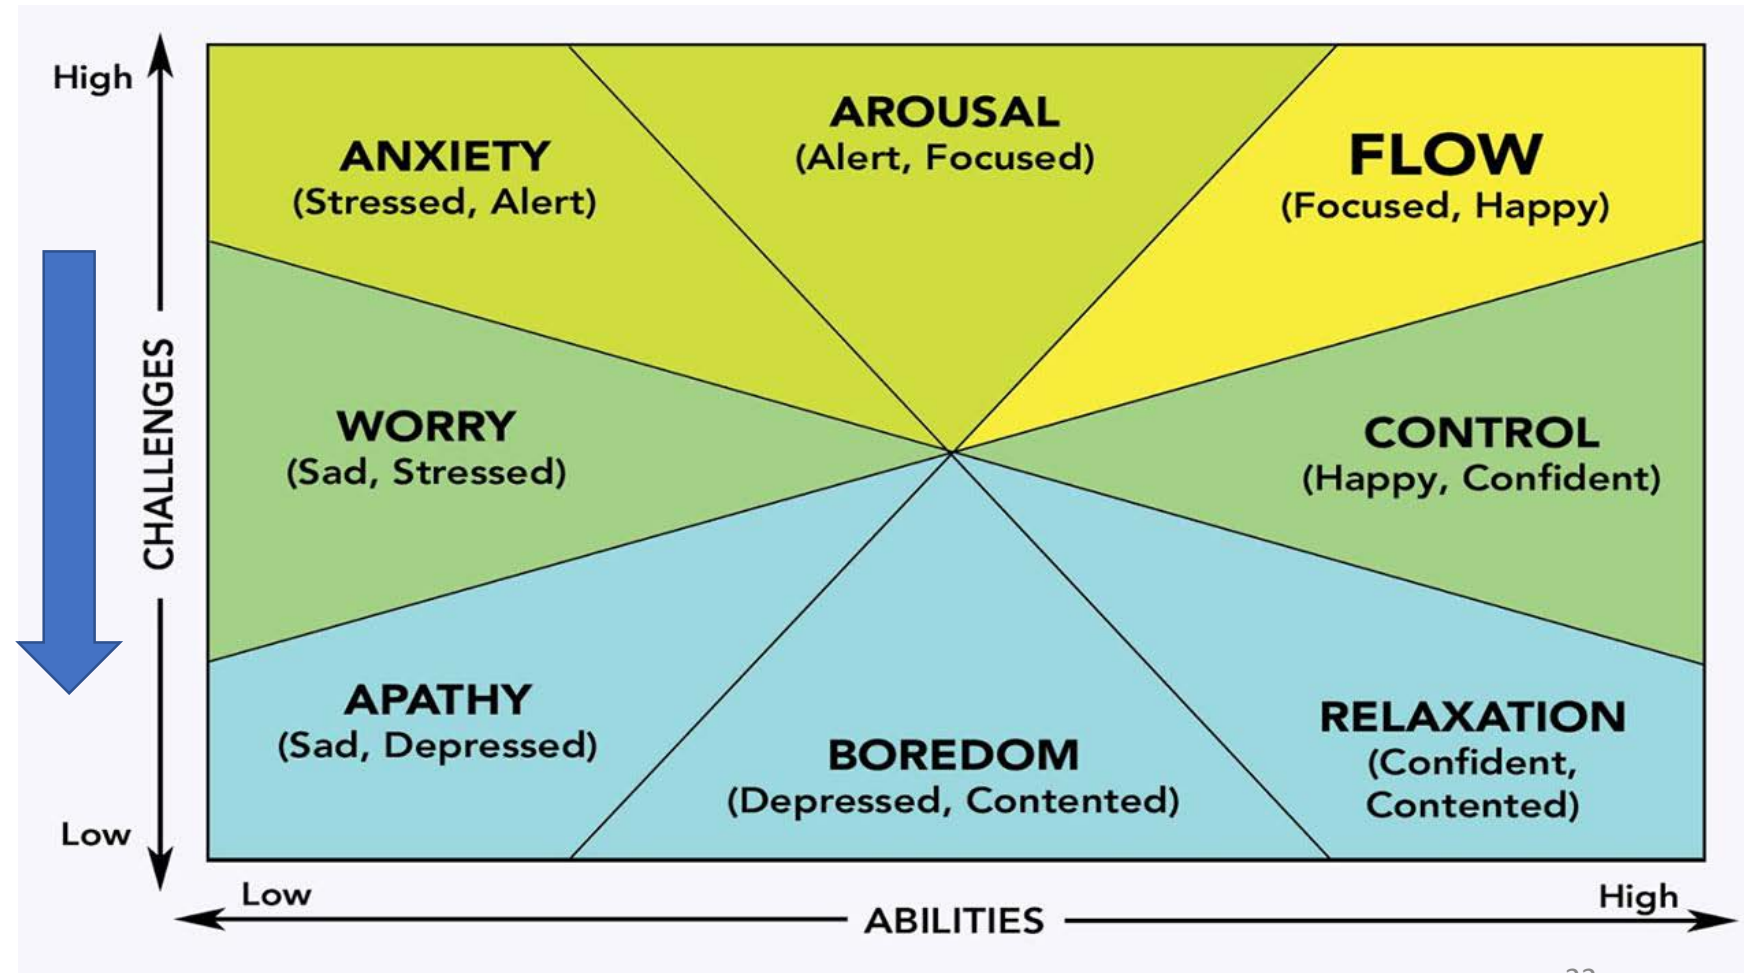 High
AROUSAL
(Alert, Focused)
ANXIETY
(Stressed, Alert)
FLOW
(Focused, Happy)
CHALLENGES
WORRY
(Sad, Stressed)
CONTROL
(Happy, Confident)
APATHY
(Sad, Depressed)
BOREDOM
(Depressed, Contented)
RELAXATION
(Confident,
Contented)
Low
Low
High
ABILITIES